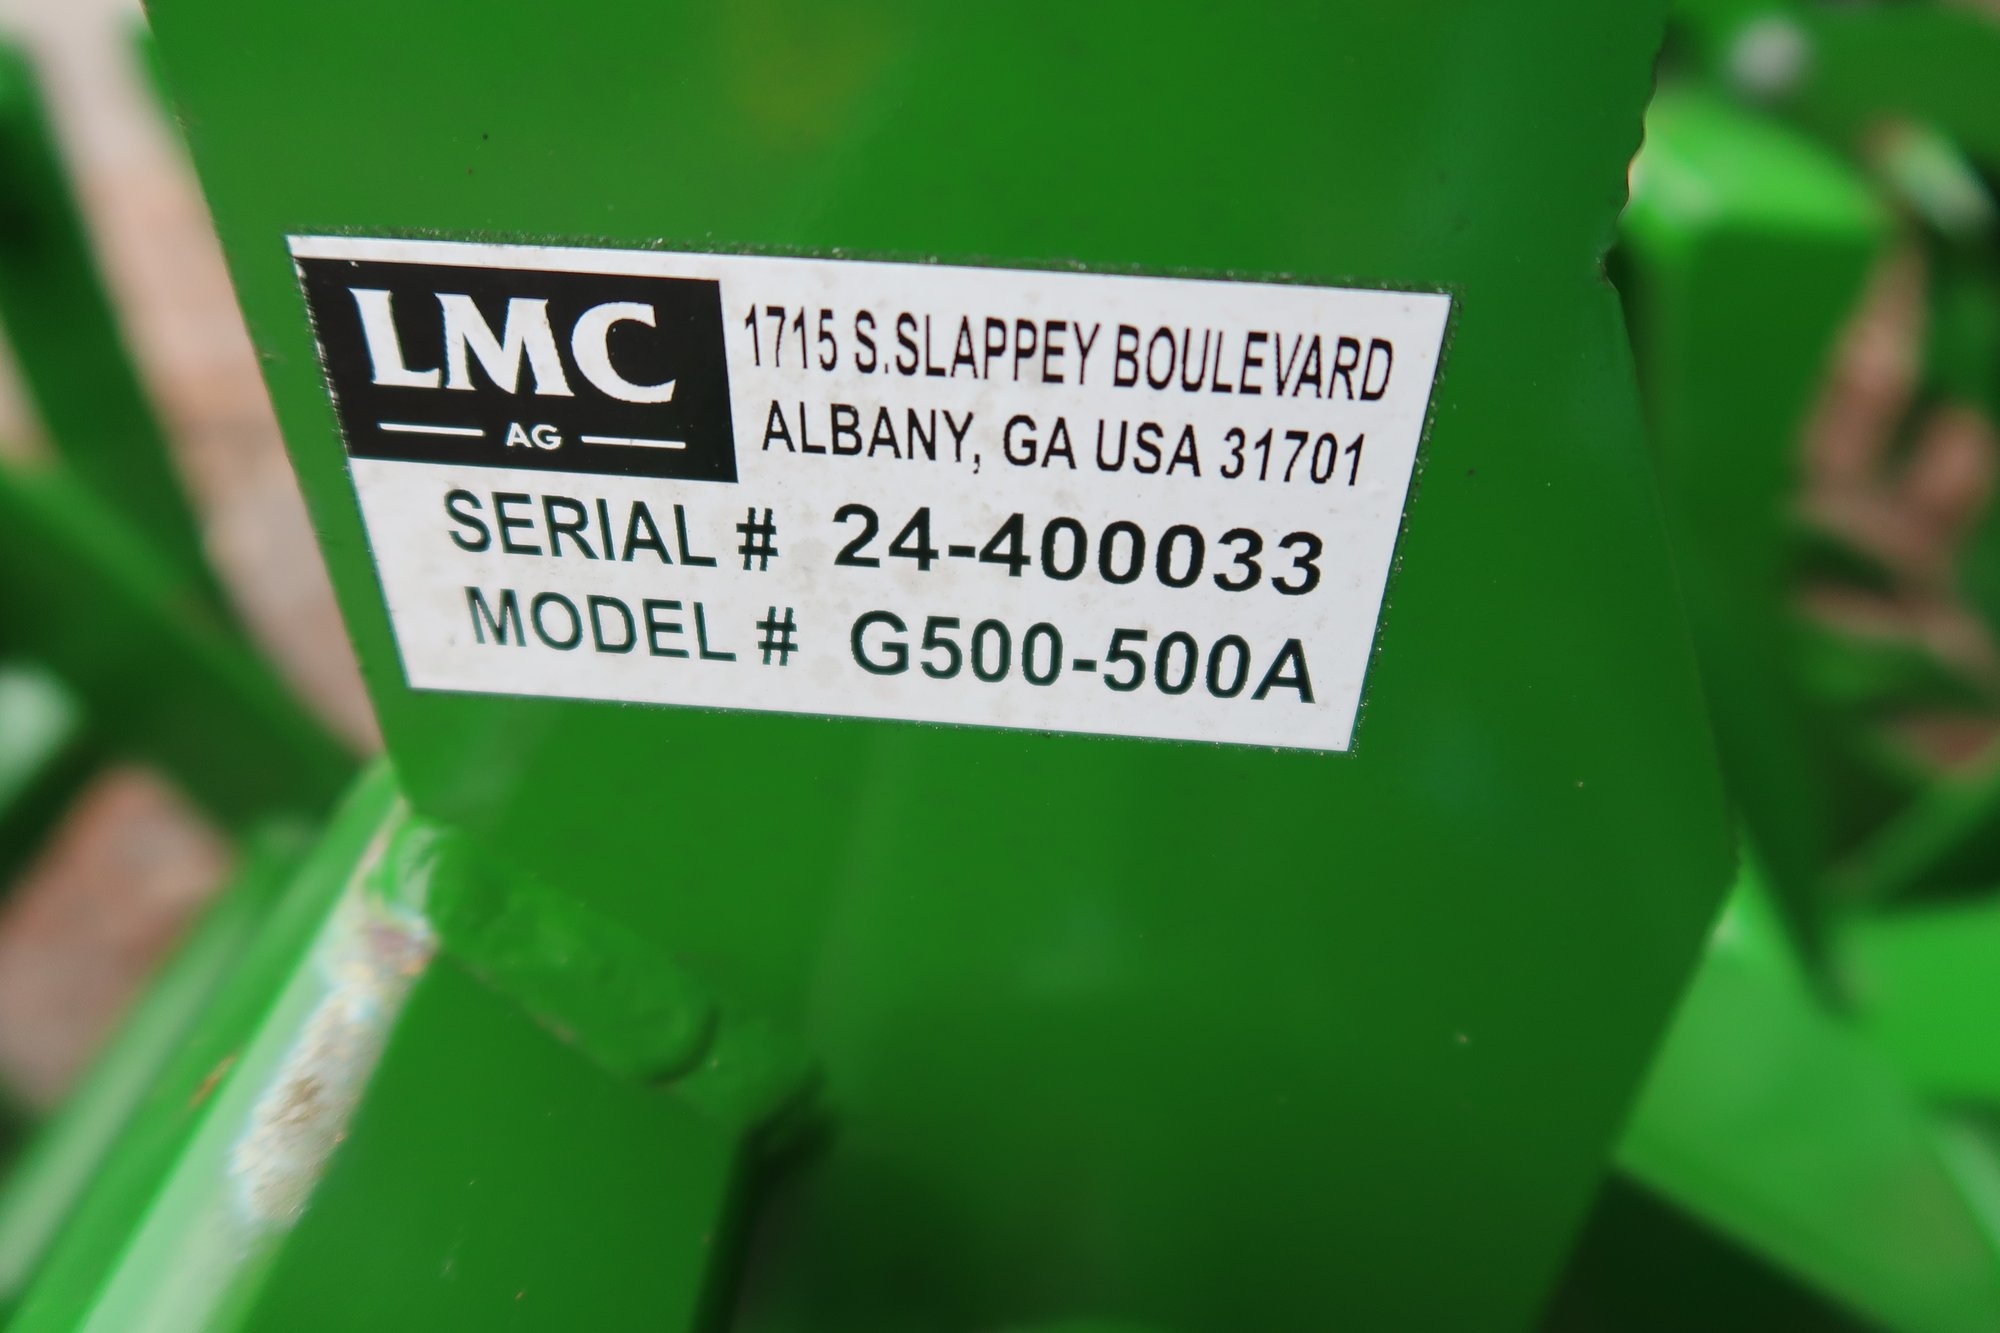 LMC
AG
1715 S.SLAPPEY BOULEVARD
ALBANY, GA USA 31701
SERIAL # 24-400033
MODEL # G500-500A